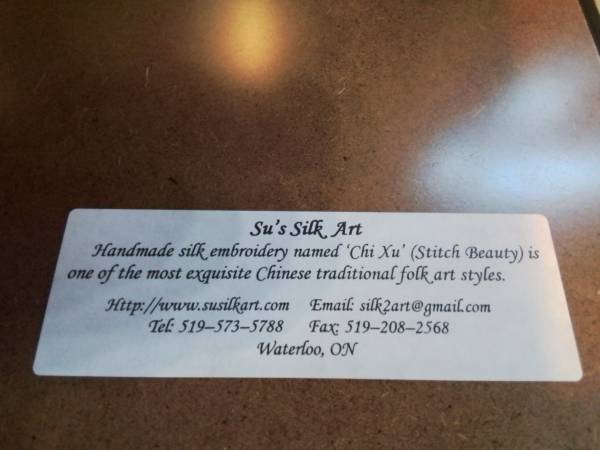 Su's Silk Art
Handmade silk embroidery named 'Chi Xu' (Stitch Beauty) is
one of the most exquisite Chinese traditional folk art styles.
Http://www.susilkart.com Email: silk2art@gmail.com
Tel: 519–573–5788 Fax: 519–208–2568
Waterloo, ON